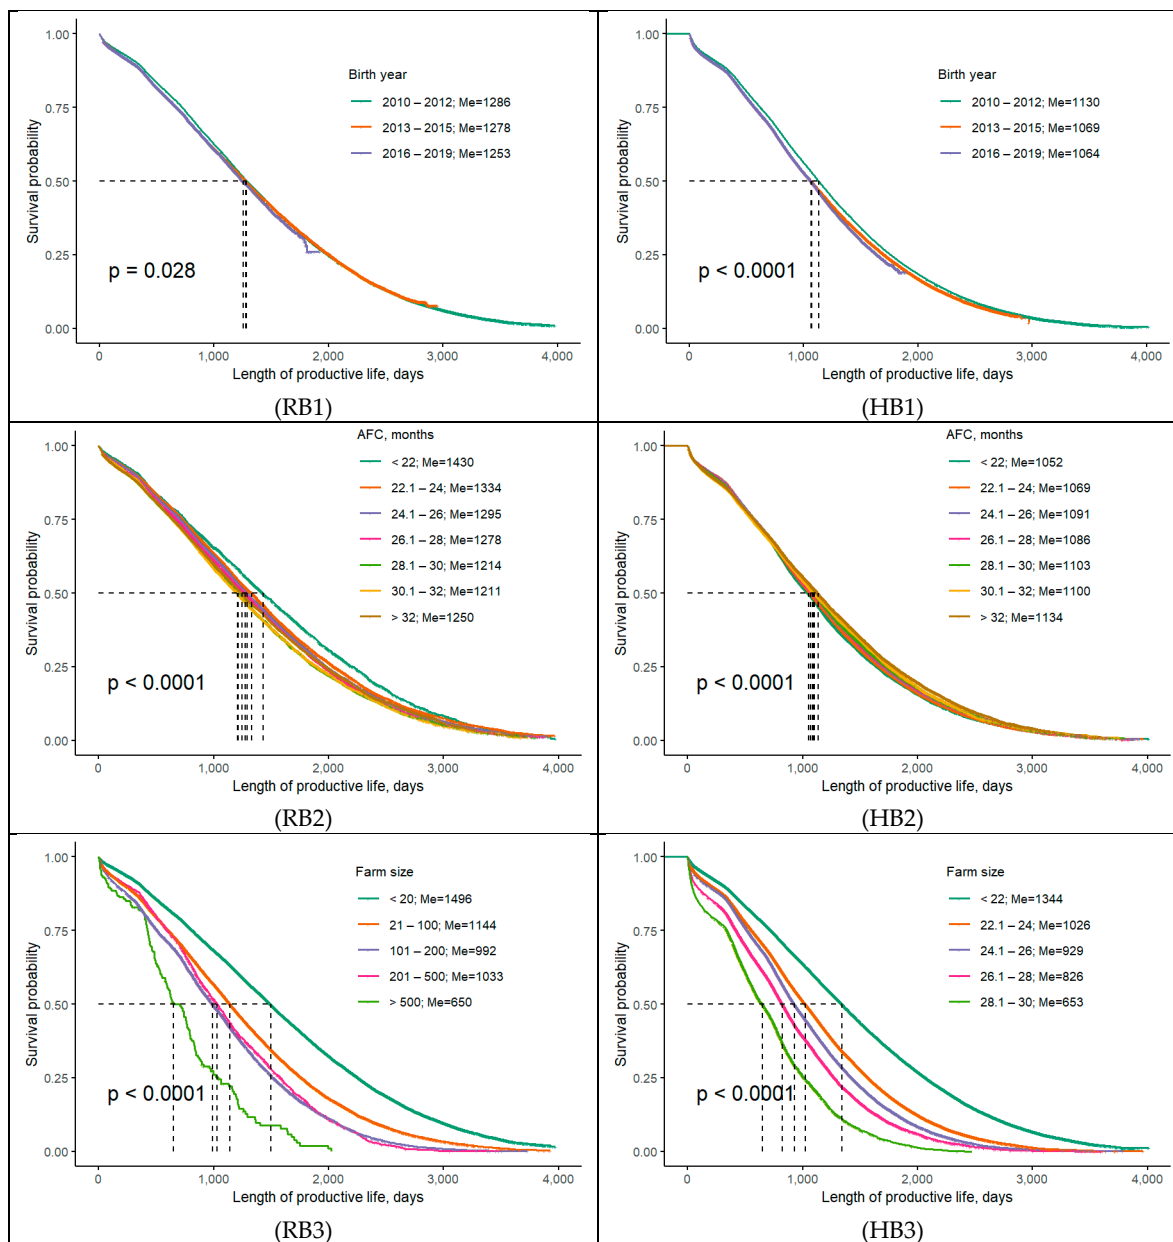 1.00
0.75
0.50
0.25
0.00
Survival probability
Birth year
2010 – 2012; Me=1286
2013 – 2015; Me=1278
2016 – 2019; Me=1253
p = 0.028
0 1,000 2,000 3,000 4,000
Length of productive life, days
(RB1)
1.00
0.75
0.50
0.25
0.00
Survival probability
Birth year
2010 – 2012; Me=1130
2013 – 2015; Me=1069
2016 – 2019; Me=1064
p < 0.0001
0 1,000 2,000 3,000 4,000
Length of productive life, days
(HB1)
1.00
0.75
0.50
0.25
0.00
Survival probability
AFC, months
< 22; Me=1430
22.1 – 24; Me=1334
24.1 – 26; Me=1295
26.1 – 28; Me=1278
28.1 – 30; Me=1214
30.1 – 32; Me=1211
> 32; Me=1250
p < 0.0001
0 1,000 2,000 3,000 4,000
Length of productive life, days
(RB2)
1.00
0.75
0.50
0.25
0.00
Survival probability
AFC, months
< 22; Me=1052
22.1 – 24; Me=1069
24.1 – 26; Me=1091
26.1 – 28; Me=1086
28.1 – 30; Me=1103
30.1 – 32; Me=1100
> 32; Me=1134
p < 0.0001
0 1,000 2,000 3,000 4,000
Length of productive life, days
(HB2)
1.00
0.75
0.50
0.25
0.00
Survival probability
Farm size
< 20; Me=1496
21 – 100; Me=1144
101 – 200; Me=992
201 – 500; Me=1033
> 500; Me=650
p < 0.0001
0 1,000 2,000 3,000 4,000
Length of productive life, days
(RB3)
1.00
0.75
0.50
0.25
0.00
Survival probability
Farm size
< 22; Me=1344
22.1 – 24; Me=1026
24.1 – 26; Me=929
26.1 – 28; Me=826
28.1 – 30; Me=653
p < 0.0001
0 1,000 2,000 3,000 4,000
Length of productive life, days
(HB3)